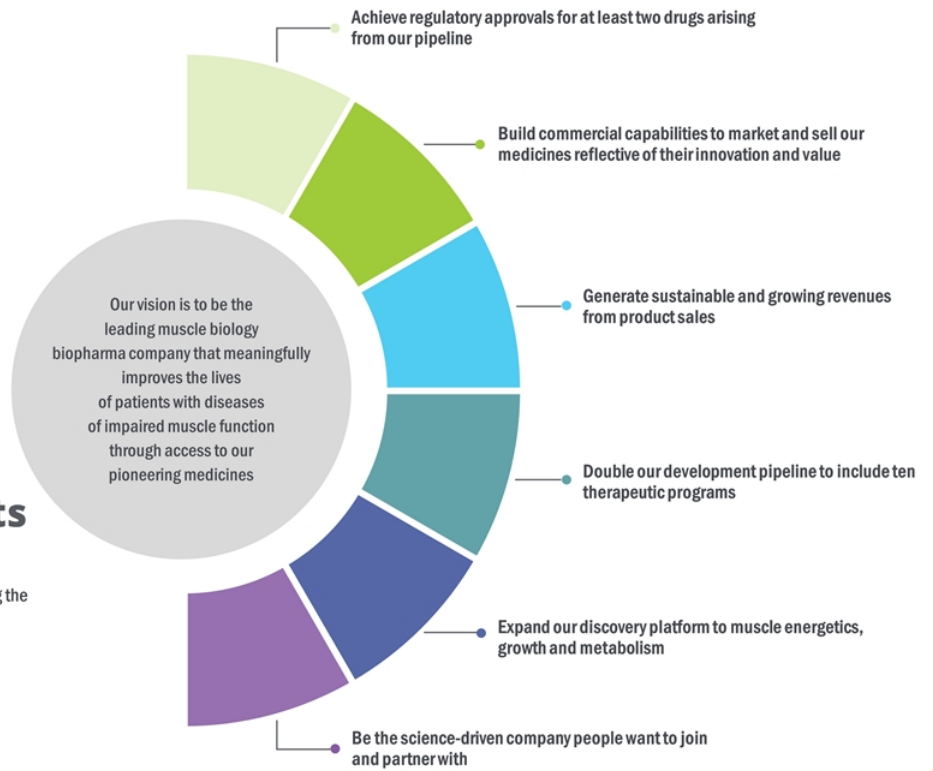 Achieve regulatory approvals for at least two drugs arising
from our pipeline
Build commercial capabilities to market and sell our
medicines reflective of their innovation and value
Generate sustainable and growing revenues
from product sales
Our vision is to be the
leading muscle biology
biopharma company that meaningfully
improves the lives
of patients with diseases
of impaired muscle function
through access to our
pioneering medicines
Double our development pipeline to include ten
therapeutic programs
ts
g the
Expand our discovery platform to muscle energetics,
growth and metabolism
Be the science-driven company people want to join
and partner with